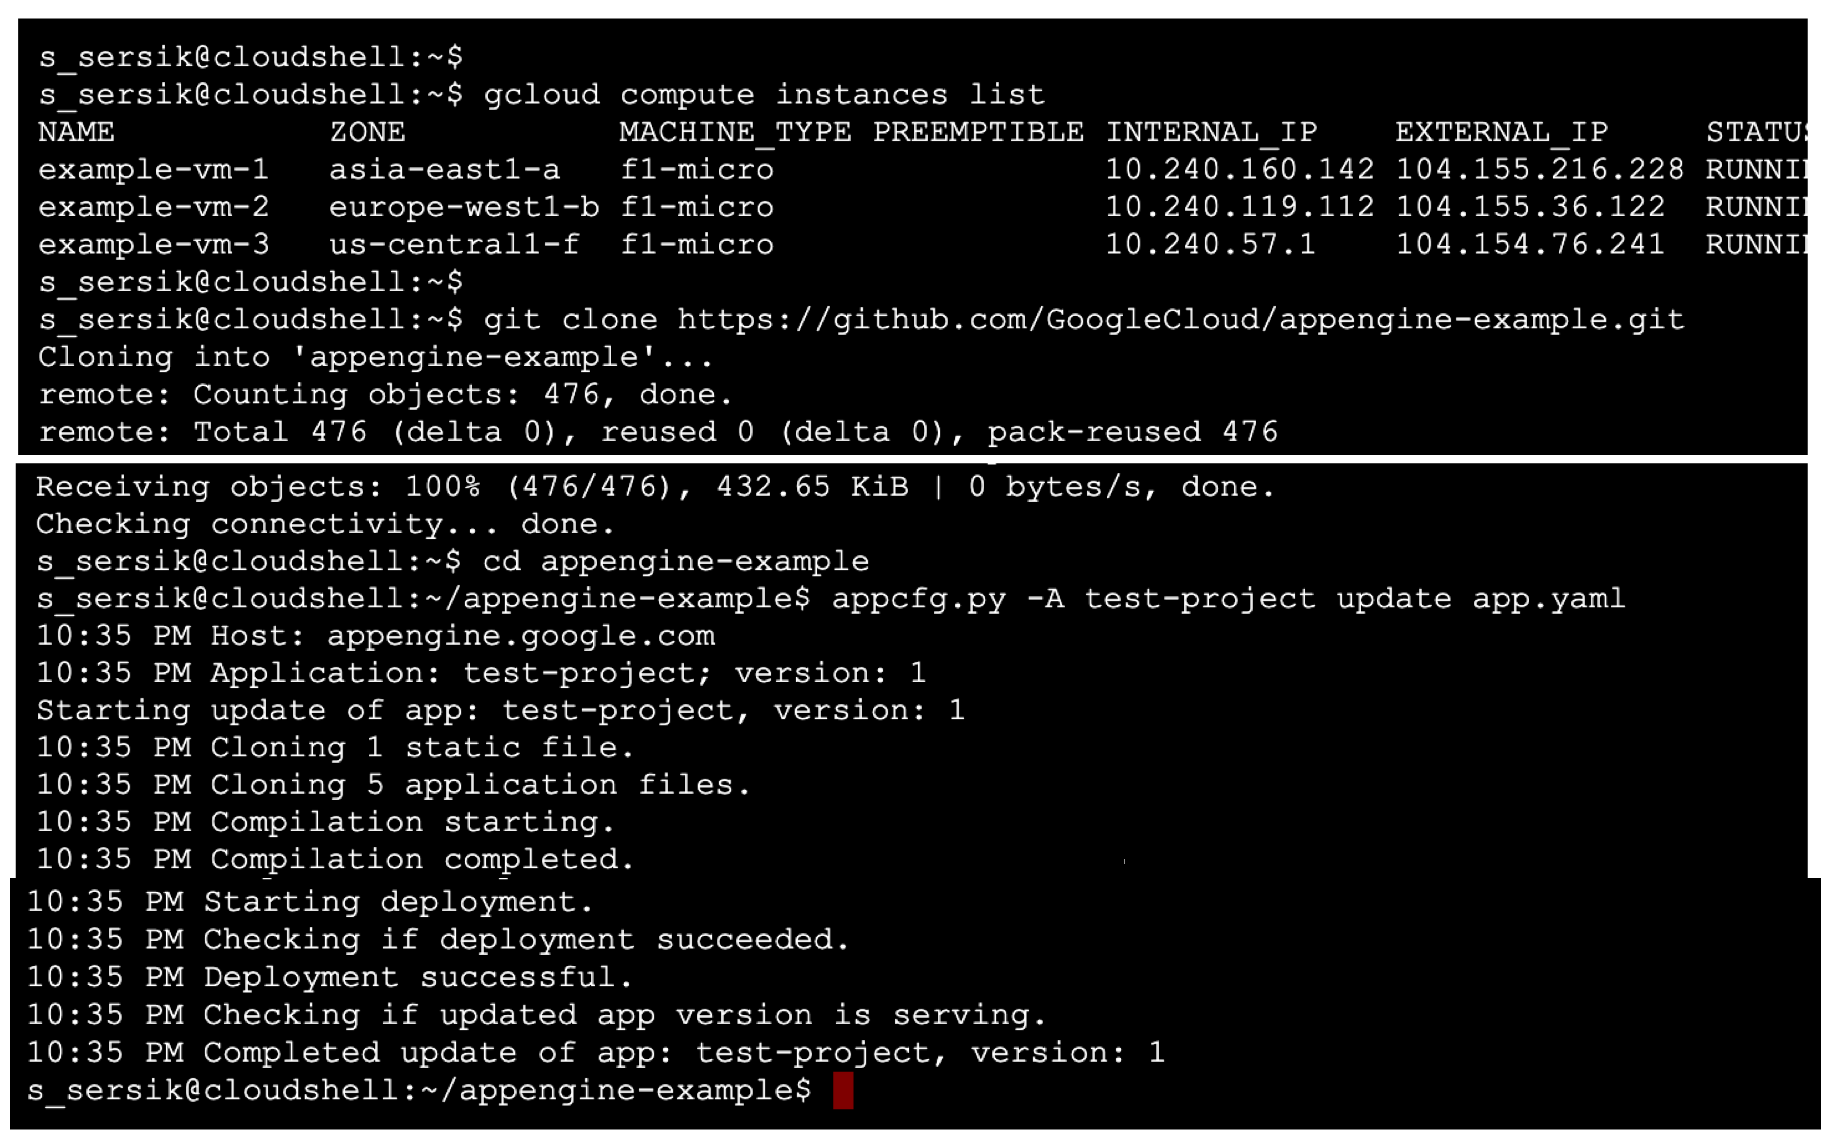 s_sersik@cloudshell:~$
s_sersik@cloudshell:~$ gcloud compute instances list
NAME ZONE MACHINE_TYPE PREEMPTIBLE INTERNAL_IP EXTERNAL_IP
example-vm-1 asia-east1-a f1-micro 10.240.160.142 104.155.216.228
example-vm-2 europe-west1-b f1-micro 10.240.119.112 104.155.36.122
example-vm-3 us-central1-f f1-micro 10.240.57.1 104.154.76.241
s_sersik@cloudshell:~$
s_sersik@cloudshell:~$ git clone https://github.com/GoogleCloud/appengine-example.git
Cloning into 'appengine-example'...
remote: Counting objects: 476, done.
remote: Total 476 (delta 0), reused 0 (delta 0), pack-reused 476
Receiving objects: 100% (476/476), 432.65 KiB | 0 bytes/s, done.
Checking connectivity... done.
s_sersik@cloudshell:~$ cd appengine-example
s_sersik@cloudshell:~/appengine-example$ appcfg.py -A test-project update app.yaml
10:35 PM Host: appengine.google.com
10:35 PM Application: test-project; version: 1
Starting update of app: test-project, version: 1
10:35 PM Cloning 1 static file.
10:35 PM Cloning 5 application files.
10:35 PM Compilation starting.
10:35 PM Compilation completed.
10:35 PM Starting deployment.
10:35 PM Checking if deployment succeeded.
10:35 PM Deployment successful.
10:35 PM Checking if updated app version is serving.
10:35 PM Completed update of app: test-project, version: 1
s_sersik@cloudshell:~/appengine-example$